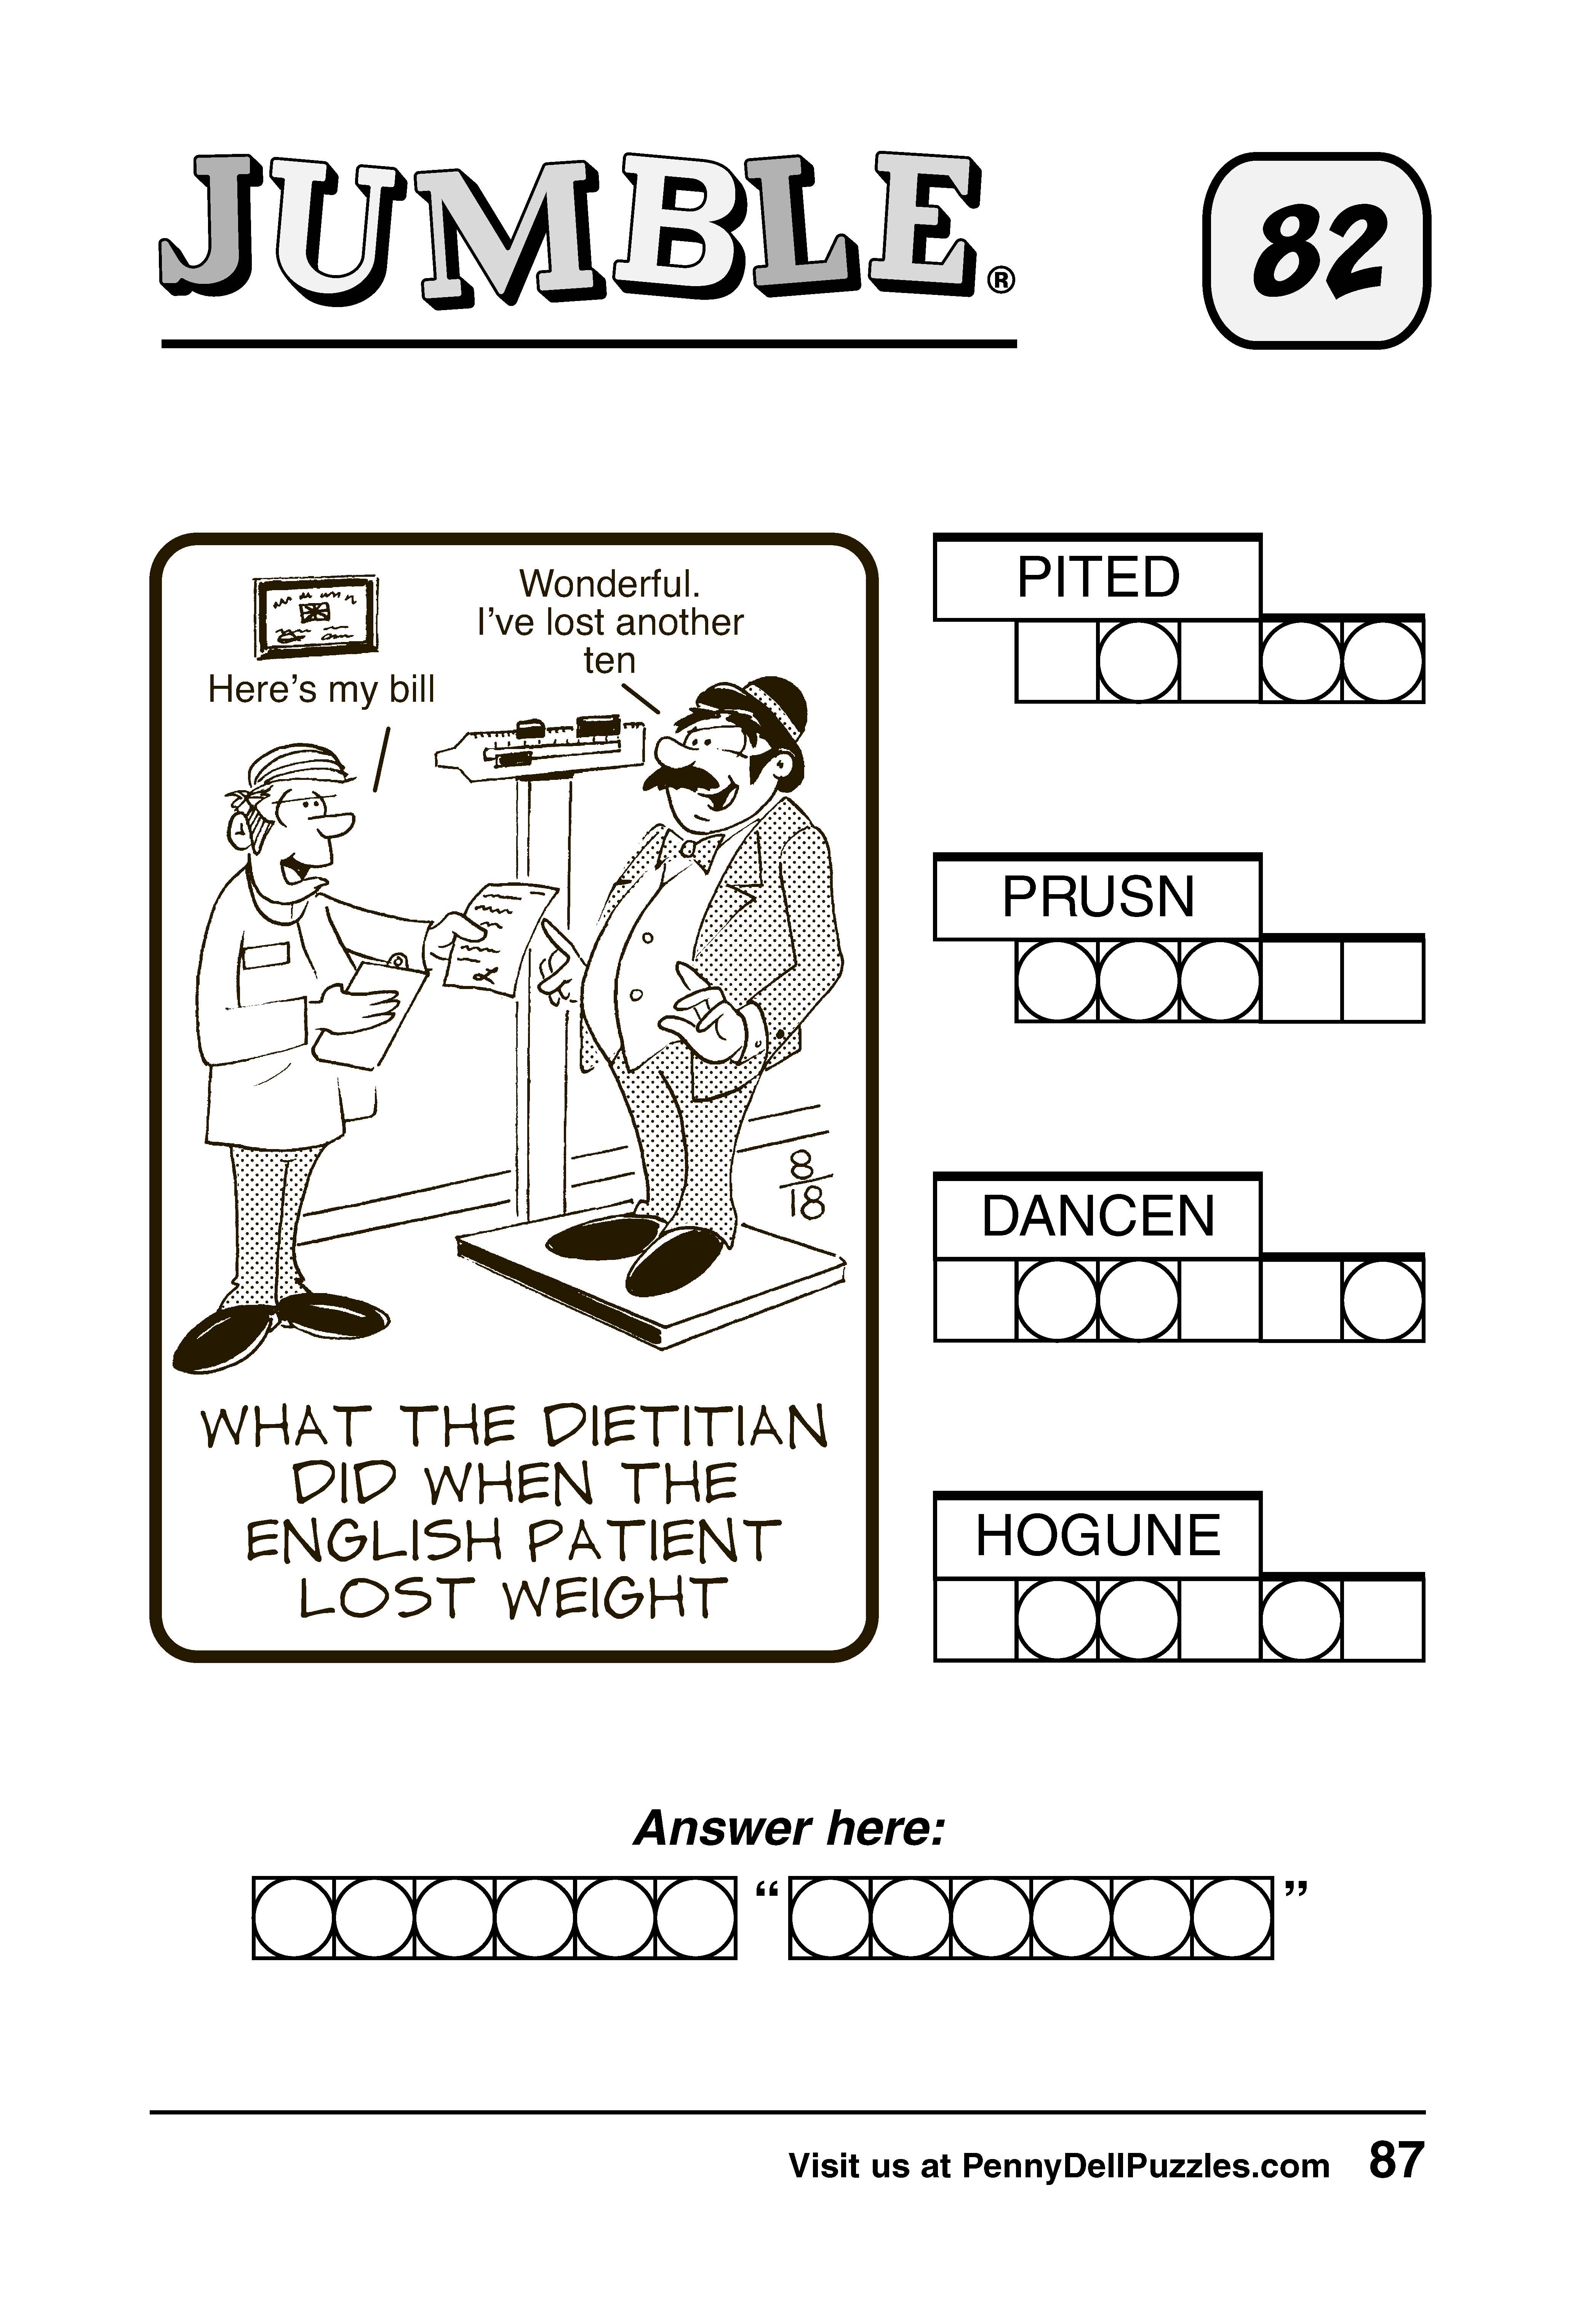 JUMBLE®
82
Wonderful.
I've lost another
ten
Here's my bill
8
18
WHAT THE DIETITIAN
DID WHEN THE
ENGLISH PATIENT
LOST WEIGHT
PITED
PRUSN
DANCEN
HOGUNE
Answer here:
“ ”
Visit us at PennyDellPuzzles.com 87